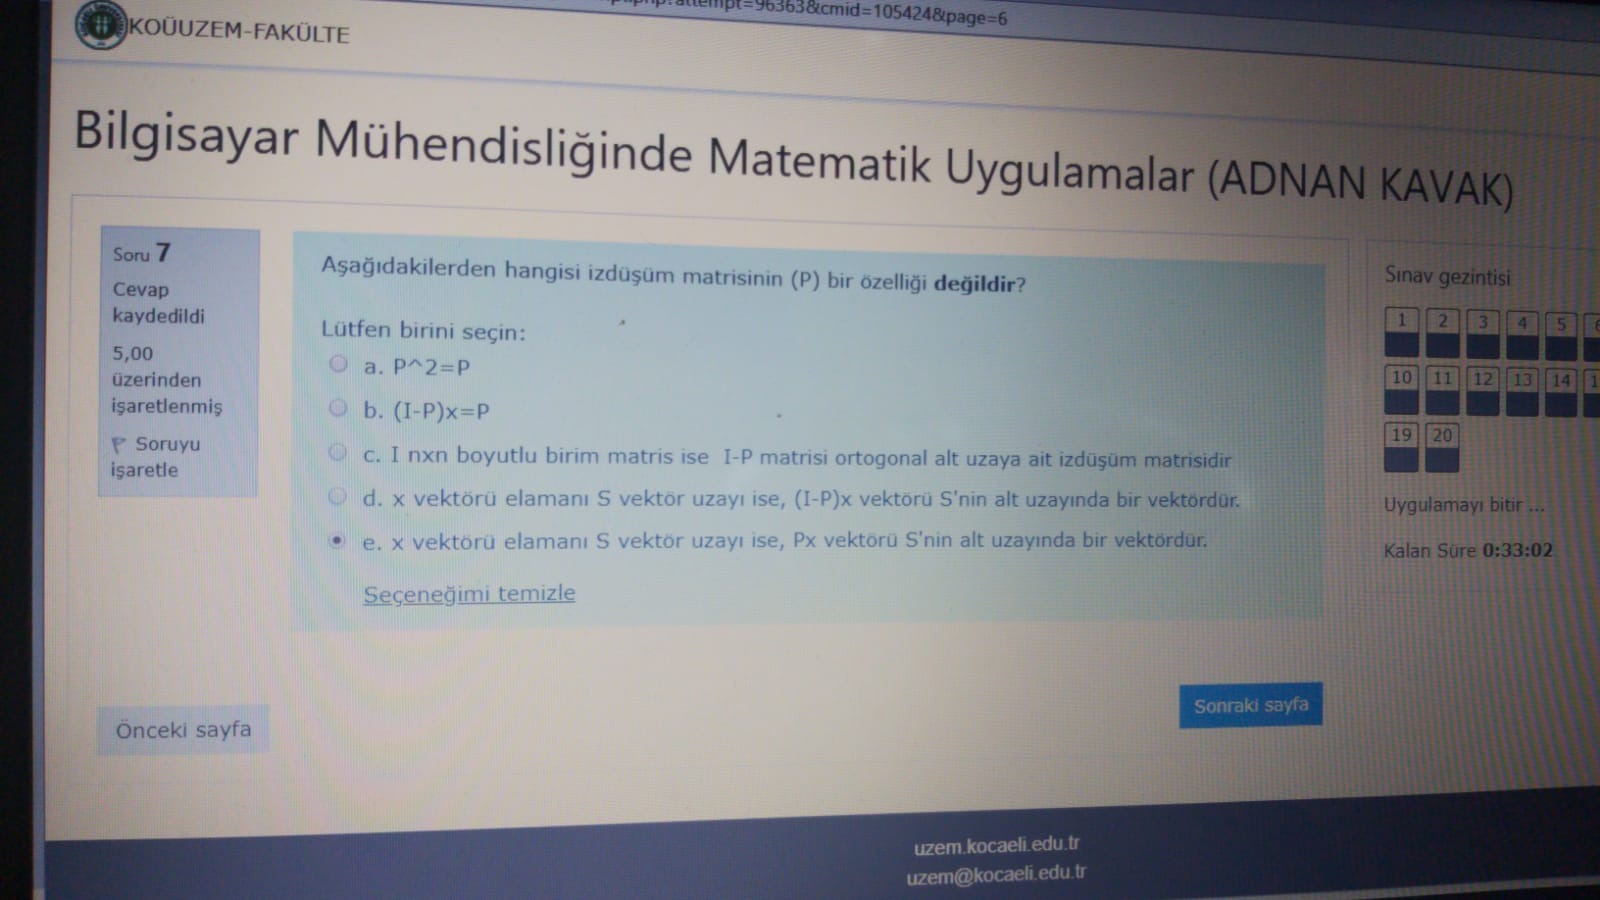 attempt=96363&cmid=105424&page=6
KOÜUZEM-FAKÜLTE
Bilgisayar Mühendisliğinde Matematik Uygulamalar (ADNAN KAVAK)
Soru 7
Cevap
kaydedildi
5,00
üzerinden
işaretlenmiş
Soruyu
işaretle
Aşağıdakilerden hangisi izdüşüm matrisinin (P) bir özelliği değildir?
Lütfen birini seçin:
a. P^2=P
b. (I-P)x=P
c. I nxn boyutlu birim matris ise I-P matrisi ortogonal alt uzaya ait izdüşüm matrisidir
d. x vektörü elamanı S vektör uzayı ise, (I-P)x vektörü S'nin alt uzayında bir vektördür.
e. x vektörü elamanı S vektör uzayı ise, Px vektörü S'nin alt uzayında bir vektördür.
Seçeneğimi temizle
Önceki sayfa
Sonraki sayfa
Sınav gezintisi
1 2 3 4 5
10 11 12 13 14
19 20
Uygulamayı bitir ...
Kalan Süre 0:33:02
uzem.kocaeli.edu.tr
uzem@kocaeli.edu.tr